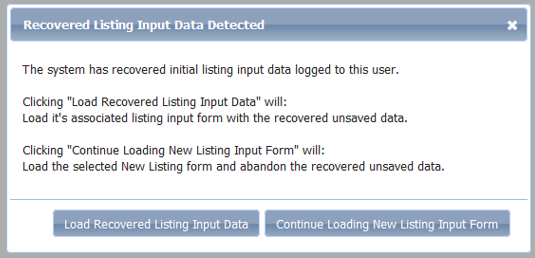 Recovered Listing Input Data Detected
The system has recovered initial listing input data logged to this user.
Clicking "Load Recovered Listing Input Data" will:
Load it's associated listing input form with the recovered unsaved data.
Clicking "Continue Loading New Listing Input Form" will:
Load the selected New Listing form and abandon the recovered unsaved data.
Load Recovered Listing Input Data Continue Loading New Listing Input Form